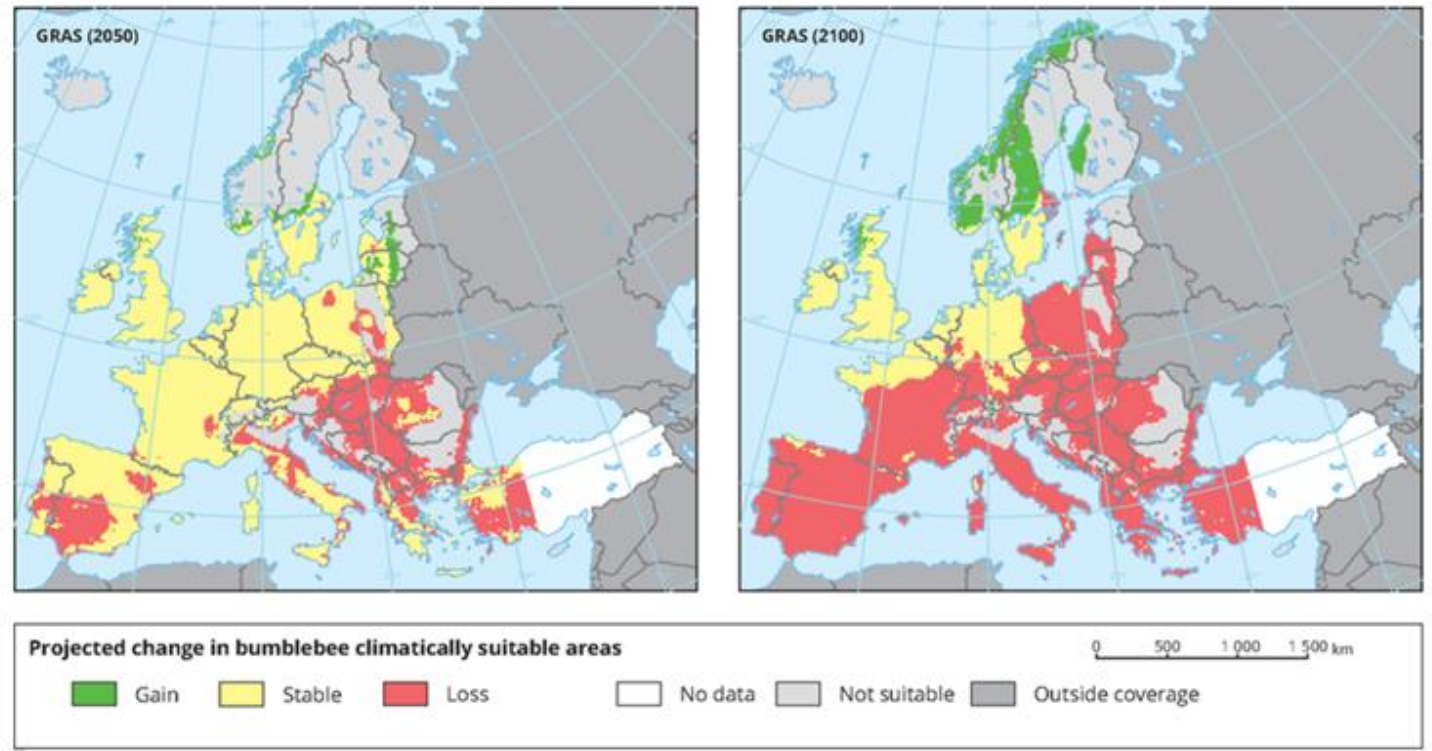 GRAS (2050)
GRAS (2100)
Projected change in bumblebee climatically suitable areas
0 500 1 000 1 500 km
Gain Stable Loss No data Not suitable Outside coverage